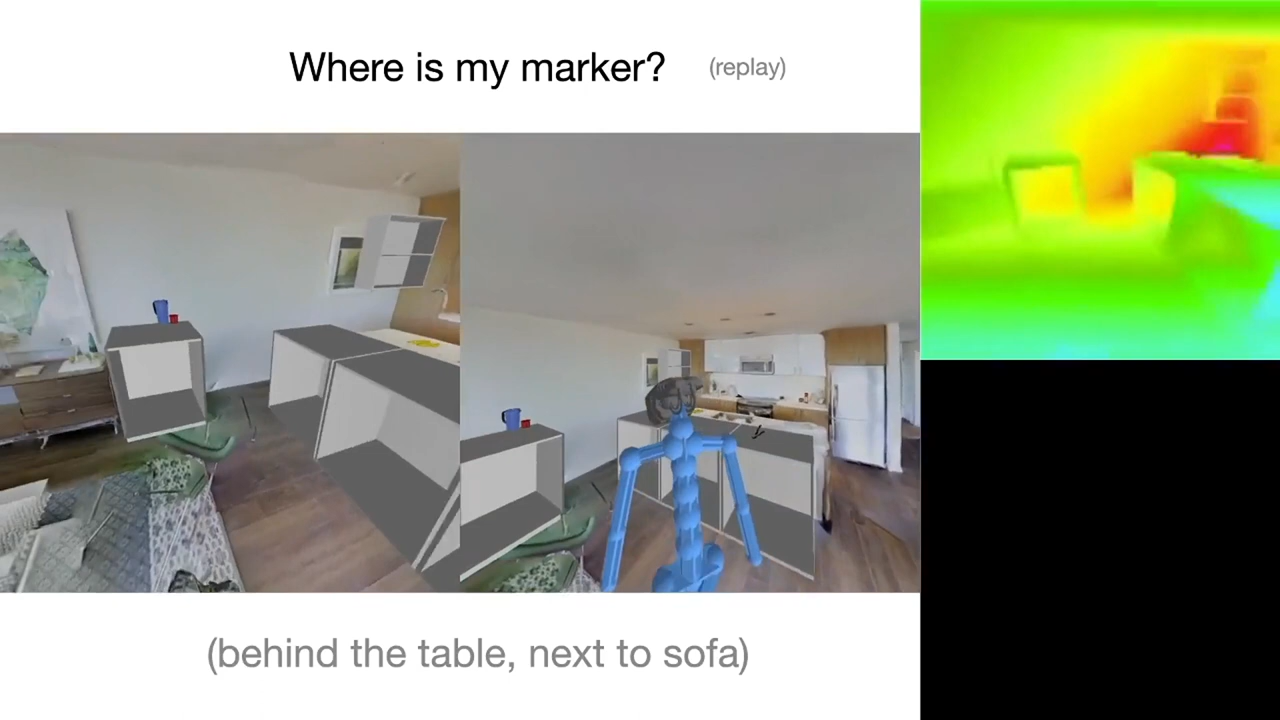 Where is my marker? (replay)
(behind the table, next to sofa)